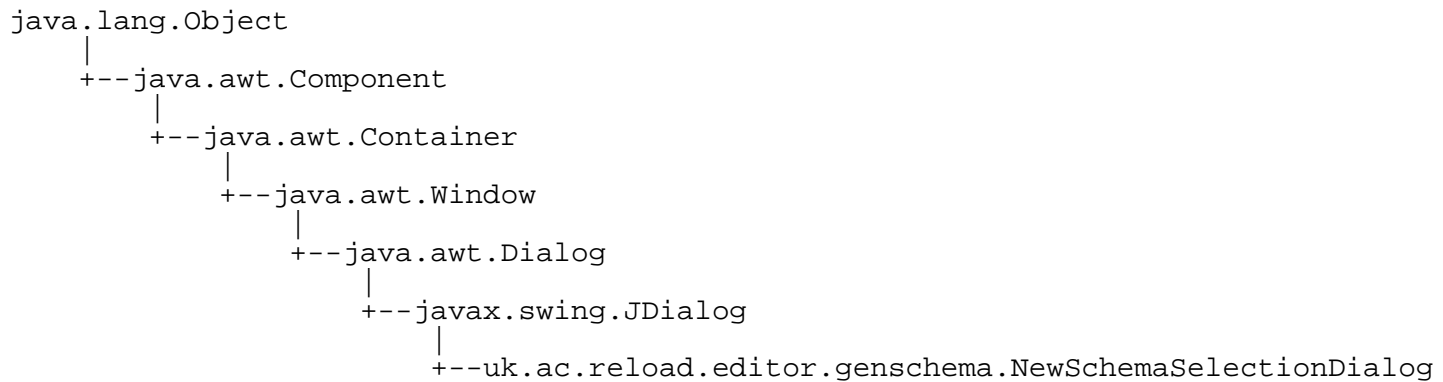 java.lang.Object
|
+--java.awt.Component
|
+--java.awt.Container
|
+--java.awt.Window
|
+--java.awt.Dialog
|
+--javax.swing.JDialog
|
+--uk.ac.reload.editor.genschema.NewSchemaSelectionDialog